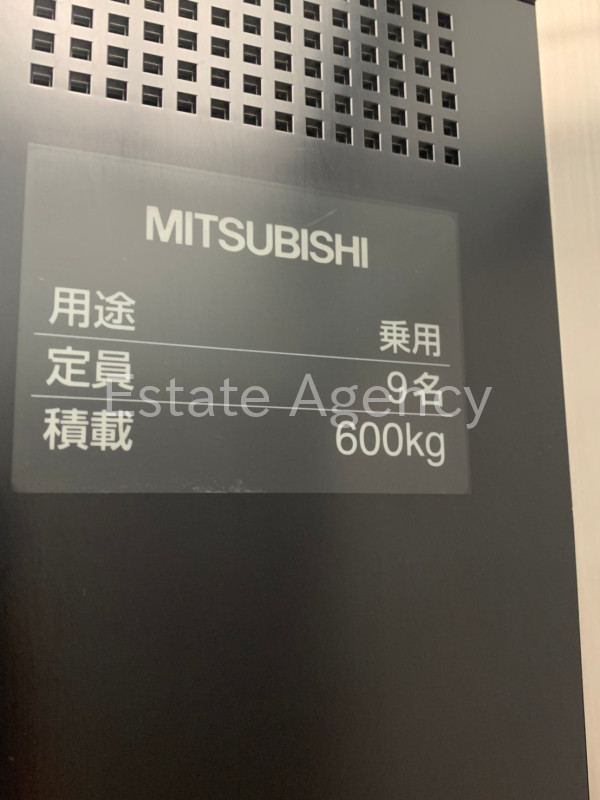 MITSUBISHI
用途 乗用
定員 9名
Estate Agency
積載 600kg